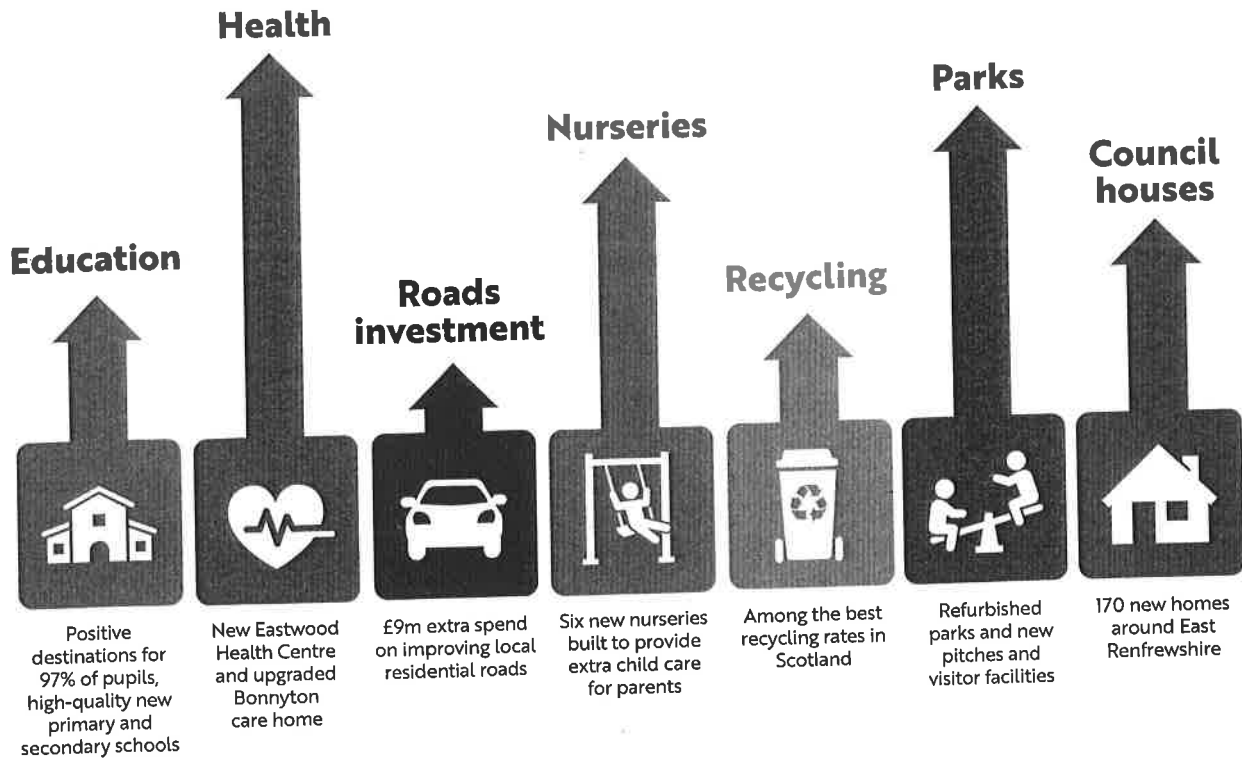 Education
Positive
destinations for
97% of pupils,
high-quality new
primary and
secondary schools
Health
New Eastwood
Health Centre
and upgraded
Bonnyton
care home
Roads
investment
£9m extra spend
on improving local
residential roads
Nurseries
Six new nurseries
built to provide
extra child care
for parents
Recycling
Among the best
recycling rates in
Scotland
Parks
Refurbished
parks and new
pitches and
visitor facilities
Council
houses
170 new homes
around East
Renfrewshire